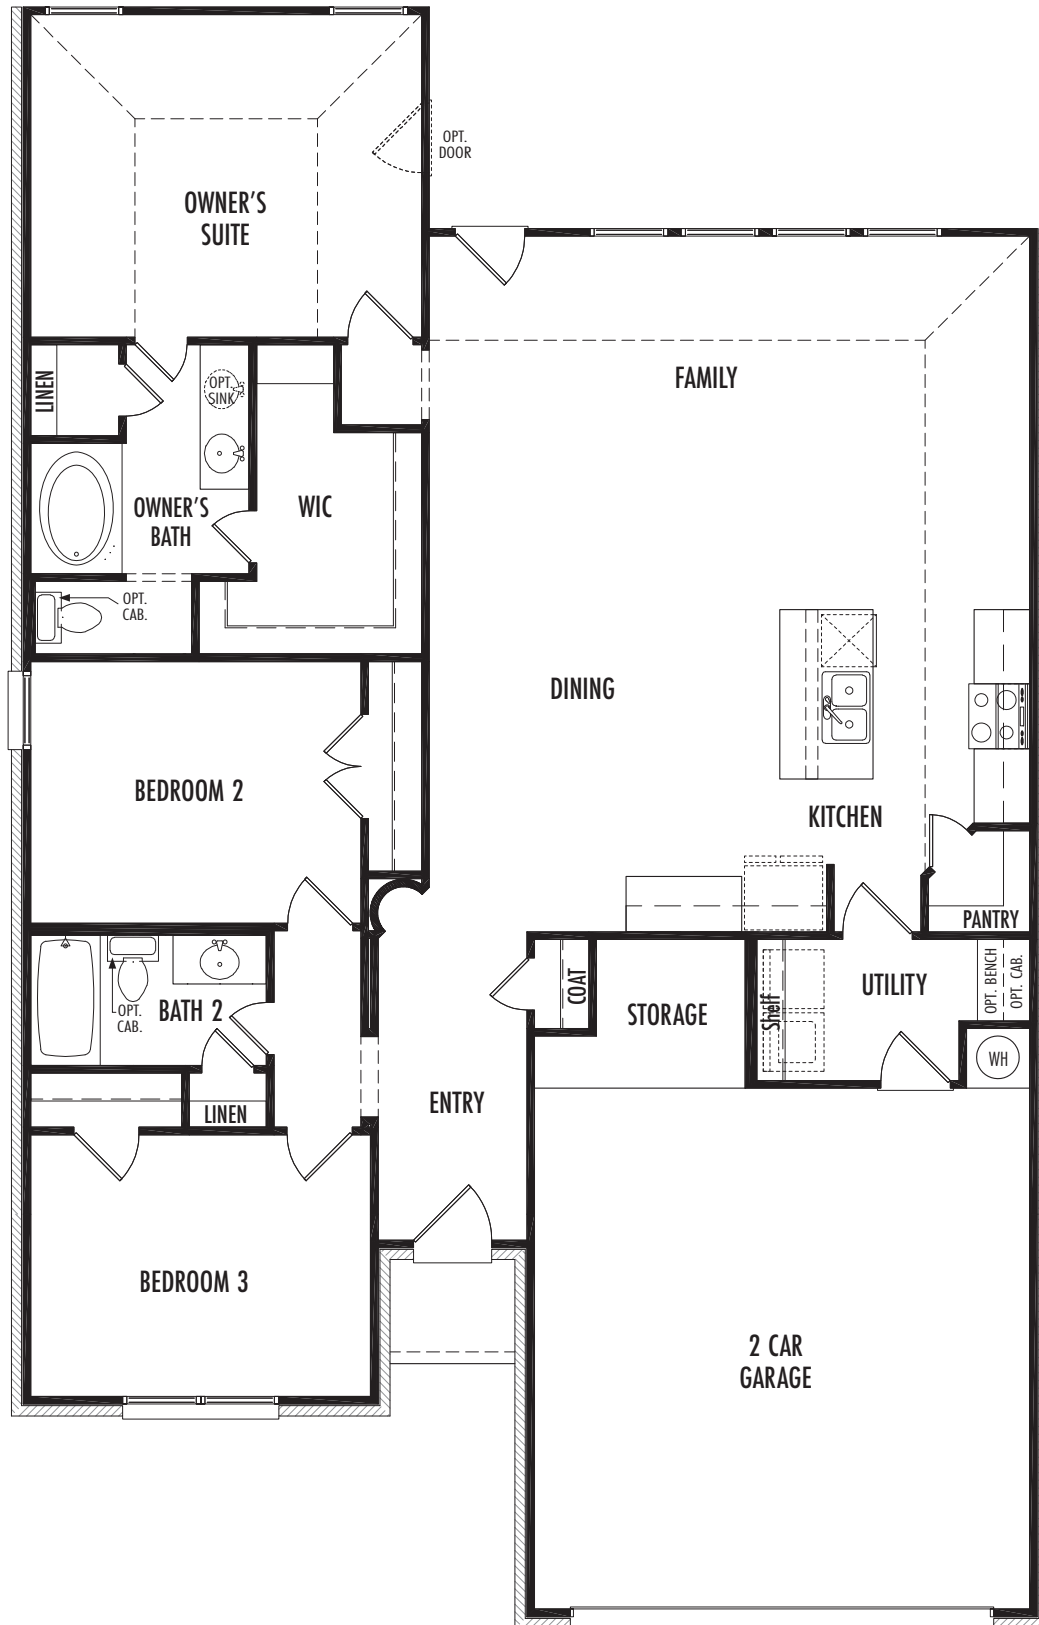 OPT.
DOOR
OWNER'S
SUITE
LINEN
OPT.
SINK
FAMILY
OWNER'S
BATH
WIC
OPT.
CAB.
DINING
BEDROOM 2
KITCHEN
PANTRY
COAT
STORAGE
Shelf
UTILITY
OPT. BENCH
OPT. CAB.
OPT.
CAB.
BATH 2
WH
LINEN
ENTRY
BEDROOM 3
2 CAR
GARAGE